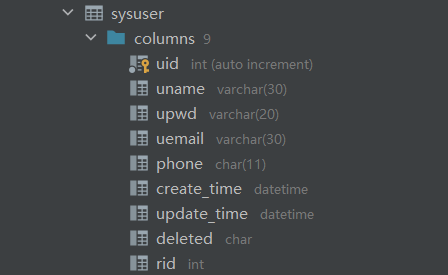 sysuser
columns 9
uid int (auto increment)
uname varchar(30)
upwd varchar(20)
uemail varchar(30)
phone char(11)
create_time datetime
update_time datetime
deleted char
rid int